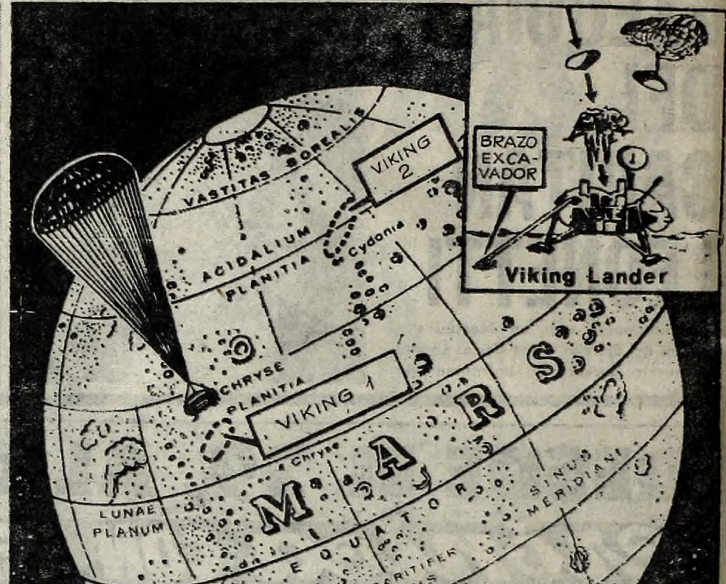 VASTITAS BOREALIS
VIKING
2
BRAZO
EXCA-
VADOR
Viking Lander
ACIDALIUM
PLANITIA
Cydonia
CHRYSE
PLANITIA
VIKING 1
Chryse
MARS
LUNAE
PLANUM
EQUATOR
SINUS
MERIDIANI